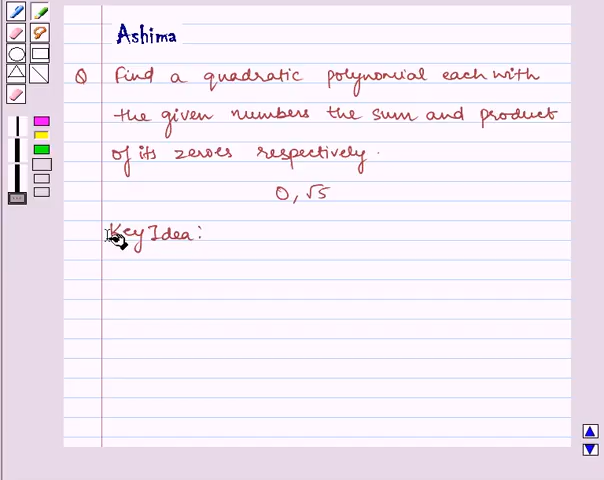 Ashima
Q Find a quadratic polynomial each with
the given numbers the sum and product
of its zeroes respectively.
0, √5
Key Idea: